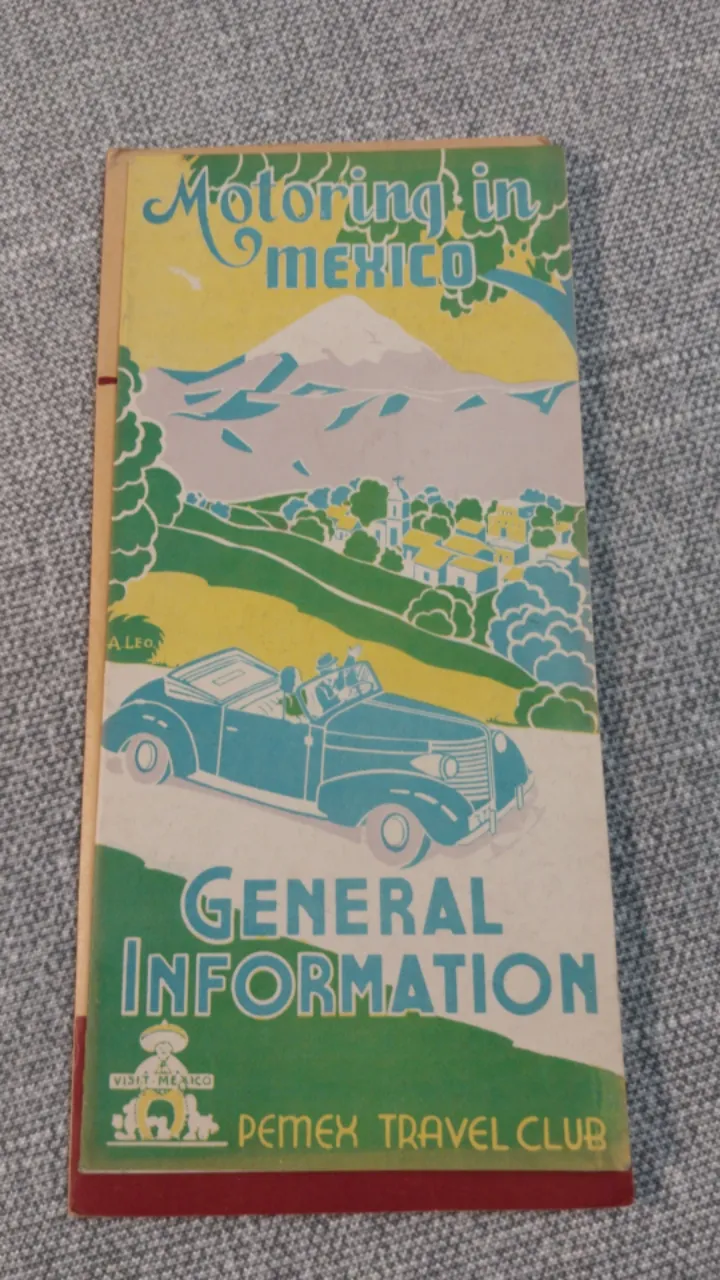 Motoring in
MEXICO
A. LEO.
GENERAL
INFORMATION
VISIT-MEXICO
PEMEX TRAVEL CLUB